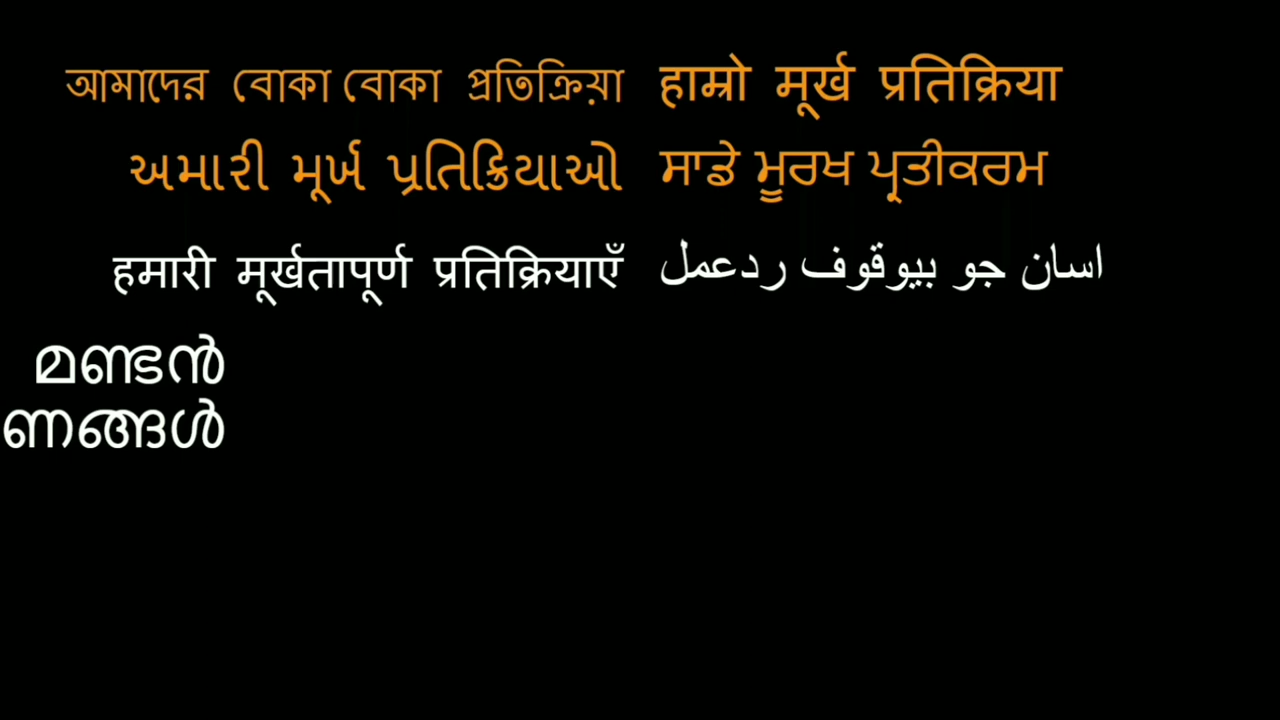 আমাদের বোকা বোকা প্রতিক্রিয়া
हाम्रो मूर्ख प्रतिक्रिया
અમારી મૂર્ખ પ્રતિક્રિયાઓ
ਸਾਡੇ ਮੂਰਖ ਪ੍ਰਤੀਕਰਮ
हमारी मूर्खतापूर्ण प्रतिक्रियाएँ
اسان جو بيوقوف ردعمل
മണ്ടൻ
ണങ്ങൾ